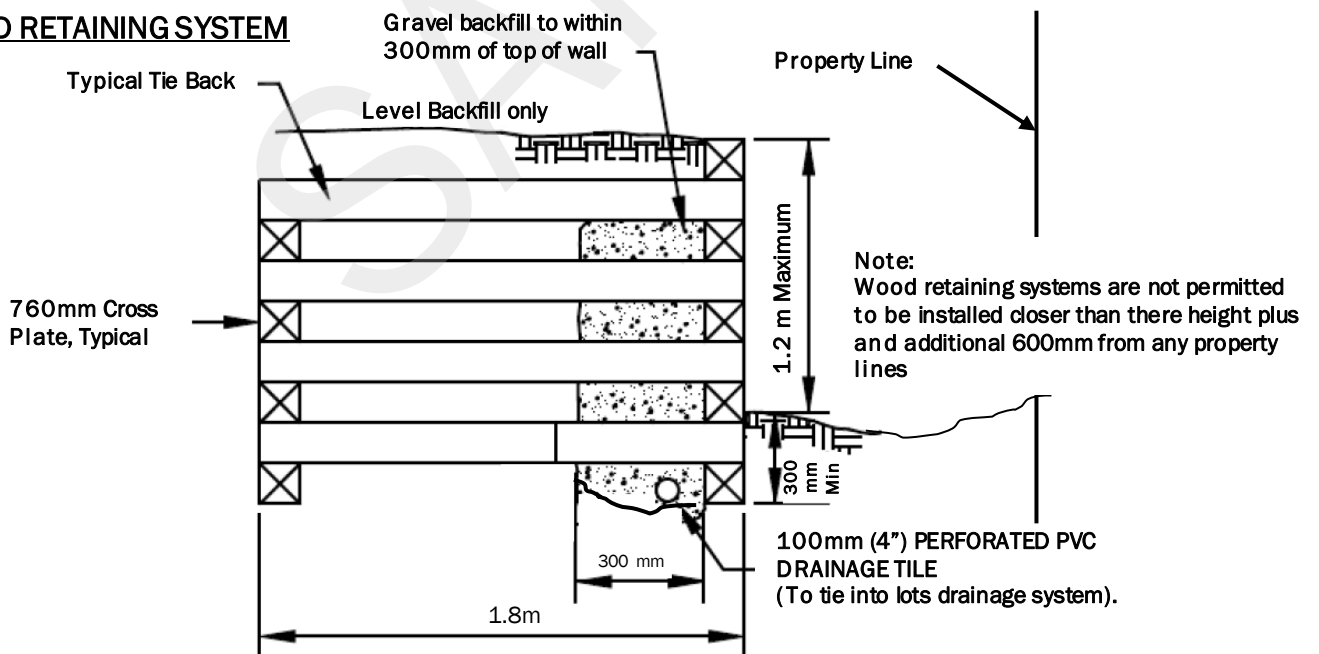 D RETAINING SYSTEM
Gravel backfill to within
300mm of top of wall
Property Line
Typical Tie Back
Level Backfill only
1.2 m Maximum
Note:
Wood retaining systems are not permitted
to be installed closer than there height plus
and additional 600mm from any property
lines
760mm Cross
Plate, Typical
300
mm
Min
100mm (4”) PERFORATED PVC
DRAINAGE TILE
(To tie into lots drainage system).
300 mm
1.8m